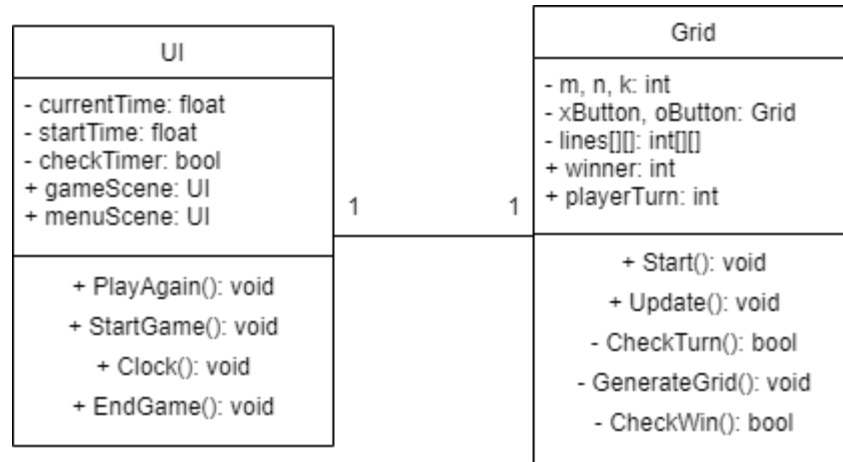 UI
- currentTime: float
- startTime: float
- checkTimer: bool
+ gameScene: UI
+ menuScene: UI
+ PlayAgain(): void
+ StartGame(): void
+ Clock(): void
+ EndGame(): void
1
1
Grid
- m, n, k: int
- xButton, oButton: Grid
- lines[][]: int[][]
+ winner: int
+ playerTurn: int
+ Start(): void
+ Update(): void
- CheckTurn(): bool
- GenerateGrid(): void
- CheckWin(): bool